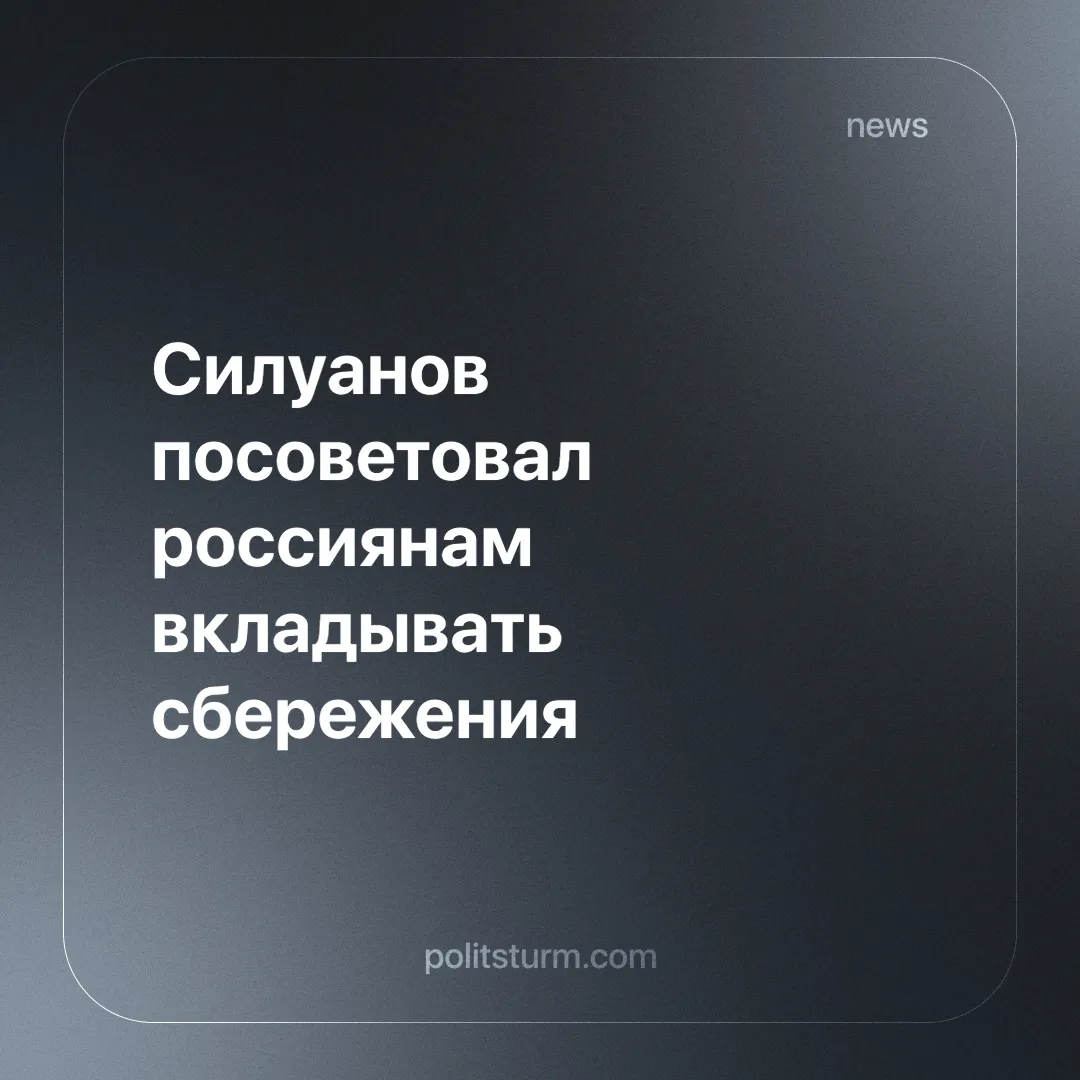 news
Силуанов
посоветовал
россиянам
вкладывать
сбережения
politsturm.com